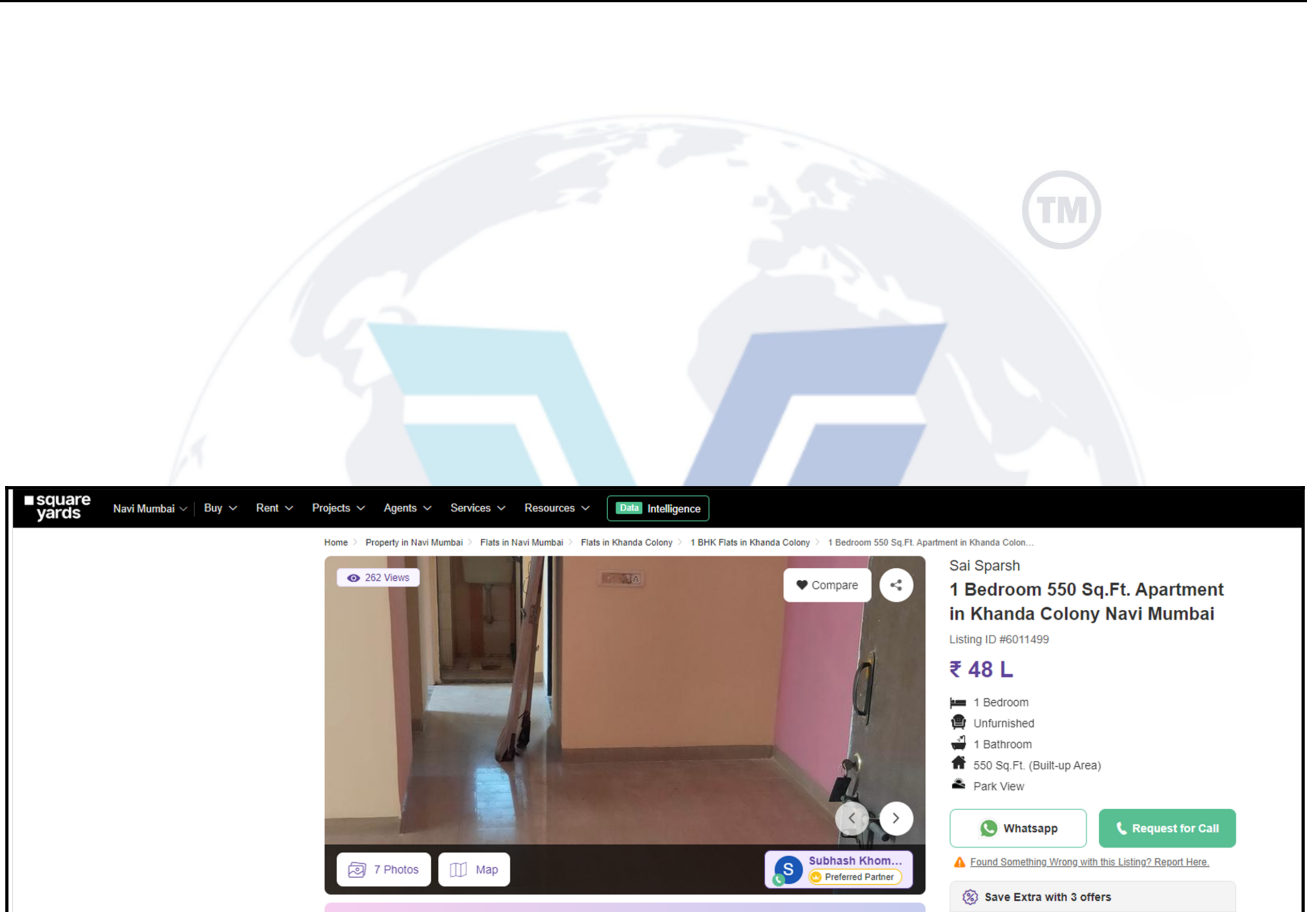 TM
square
yards
Navi Mumbai
Buy
Rent
Projects
Agents
Services
Resources
Data Intelligence
Home > Property in Navi Mumbai > Flats in Navi Mumbai > Flats in Khanda Colony > 1 BHK Flats in Khanda Colony > 1 Bedroom 550 Sq.Ft. Apartment in Khanda Colon...
262 Views
Compare
Sai Sparsh
1 Bedroom 550 Sq.Ft. Apartment
in Khanda Colony Navi Mumbai
Listing ID #6011499
₹ 48 L
1 Bedroom
Unfurnished
1 Bathroom
550 Sq.Ft. (Built-up Area)
Park View
Whatsapp
Request for Call
Found Something Wrong with this Listing? Report Here.
Save Extra with 3 offers
7 Photos
Map
S
Subhash Khom...
Preferred Partner